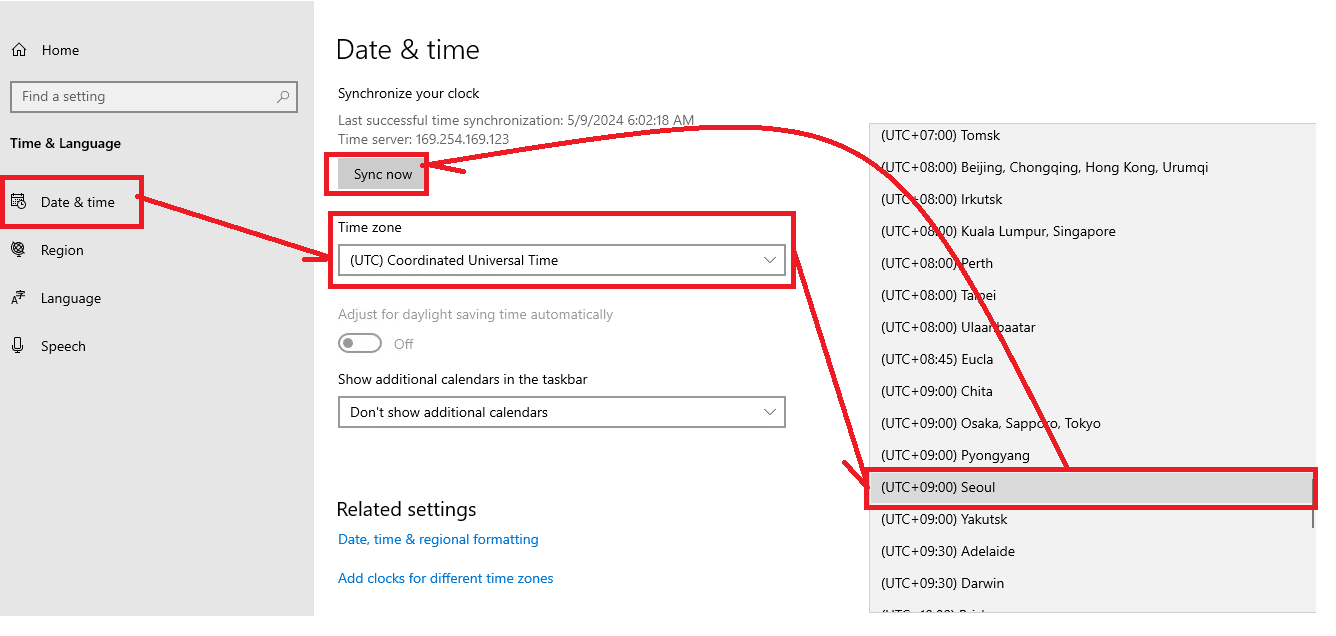 Home
Find a setting
Time & Language
Date & time
Region
Language
Speech
Date & time
Synchronize your clock
Last successful time synchronization: 5/9/2024 6:02:18 AM
Time server: 169.254.169.123
Sync now
Time zone
(UTC) Coordinated Universal Time
Adjust for daylight saving time automatically
Off
Show additional calendars in the taskbar
Don't show additional calendars
Related settings
Date, time & regional formatting
Add clocks for different time zones
(UTC+07:00) Tomsk
(UTC+08:00) Beijing, Chongqing, Hong Kong, Urumqi
(UTC+08:00) Irkutsk
(UTC+08:00) Kuala Lumpur, Singapore
(UTC+08:00) Perth
(UTC+08:00) Taipei
(UTC+08:00) Ulaanbaatar
(UTC+08:45) Eucla
(UTC+09:00) Chita
(UTC+09:00) Osaka, Sapporo, Tokyo
(UTC+09:00) Pyongyang
(UTC+09:00) Seoul
(UTC+09:00) Yakutsk
(UTC+09:30) Adelaide
(UTC+09:30) Darwin